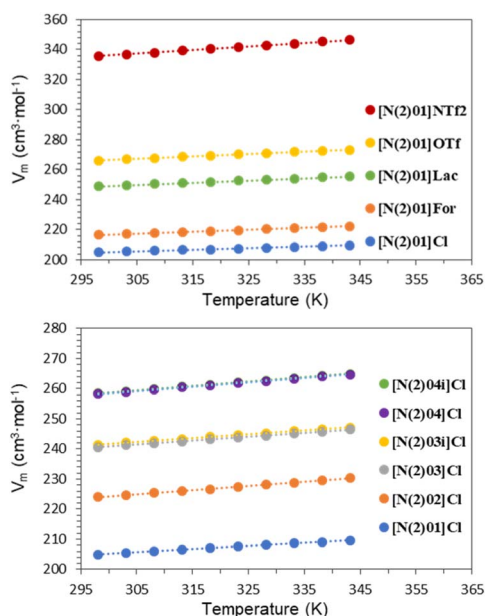 360
340
320
300
280
260
240
220
200
V_m (cm³·mol⁻¹)
[N(2)01]NTf2
[N(2)01]OTf
[N(2)01]Lac
[N(2)01]For
[N(2)01]Cl
295 305 315 325 335 345 355 365
Temperature (K)
280
270
260
250
240
230
220
210
200
V_m (cm³·mol⁻¹)
[N(2)04i]Cl
[N(2)04]Cl
[N(2)03i]Cl
[N(2)03]Cl
[N(2)02]Cl
[N(2)01]Cl
295 305 315 325 335 345 355 365
Temperature (K)